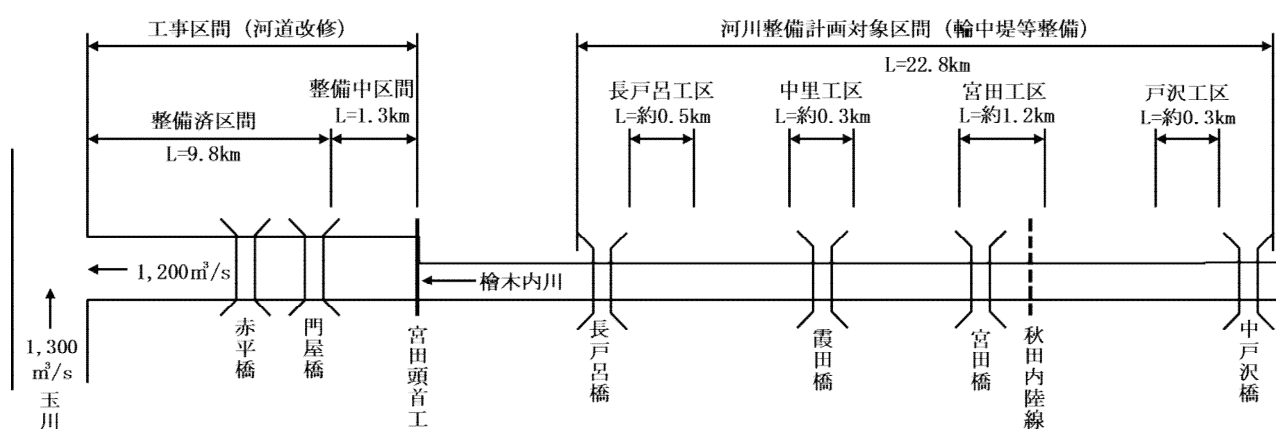 工事区間（河道改修）
河川整備計画対象区間（輪中堤等整備）
L=22.8km
整備中区間
L=1.3km
整備済区間
L=9.8km
長戸呂工区
L=約0.5km
中里工区
L=約0.3km
宮田工区
L=約1.2km
戸沢工区
L=約0.3km
1,200㎥/s
檜木内川
1,300
㎥/s
玉川
赤平橋
門屋橋
宮田頭首工
長戸呂橋
霞田橋
宮田橋
秋田内陸線
中戸沢橋